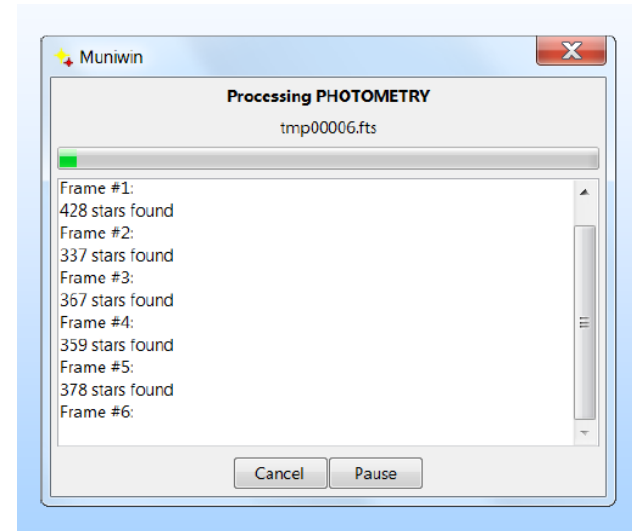 Muniwin
Processing PHOTOMETRY
tmp00006.fts
Frame #1:
428 stars found
Frame #2:
337 stars found
Frame #3:
367 stars found
Frame #4:
359 stars found
Frame #5:
378 stars found
Frame #6:
Cancel Pause